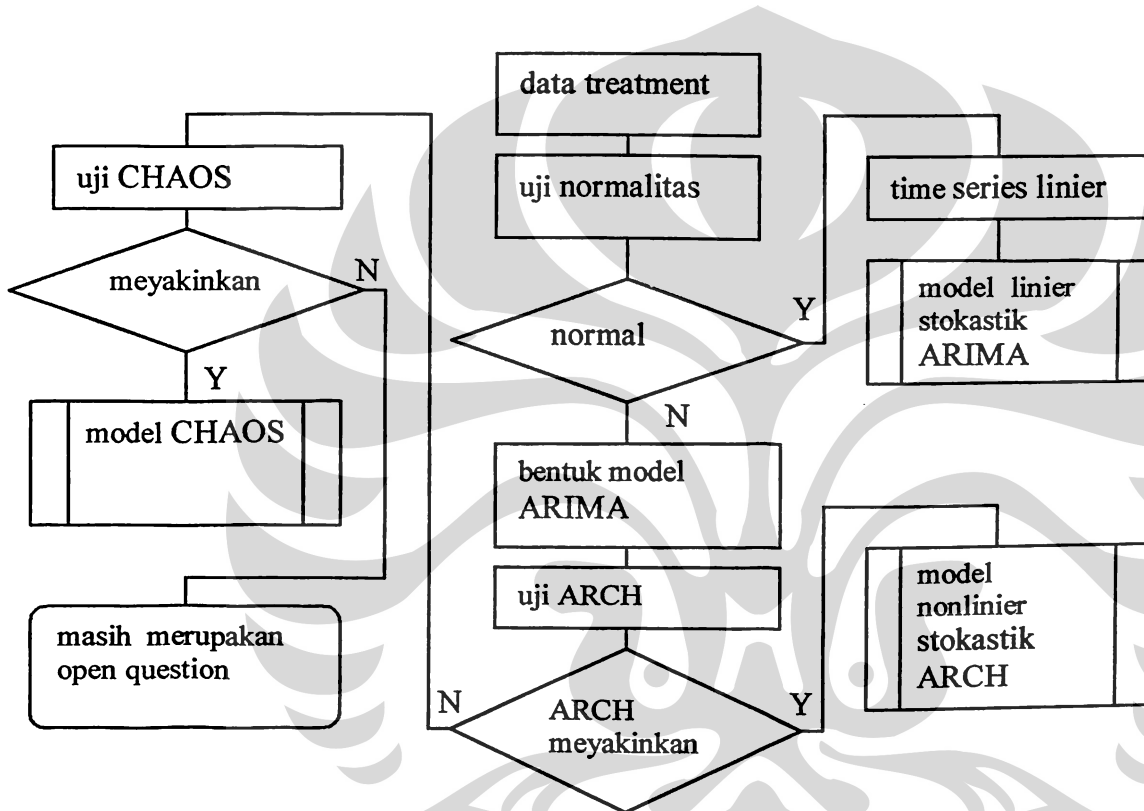 data treatment
uji normalitas
normal
Y
time series linier
model linier
stokastik
ARIMA
N
bentuk model
ARIMA
uji ARCH
ARCH
meyakinkan
Y
model
nonlinier
stokastik
ARCH
N
uji CHAOS
meyakinkan
N
Y
model CHAOS
masih merupakan
open question